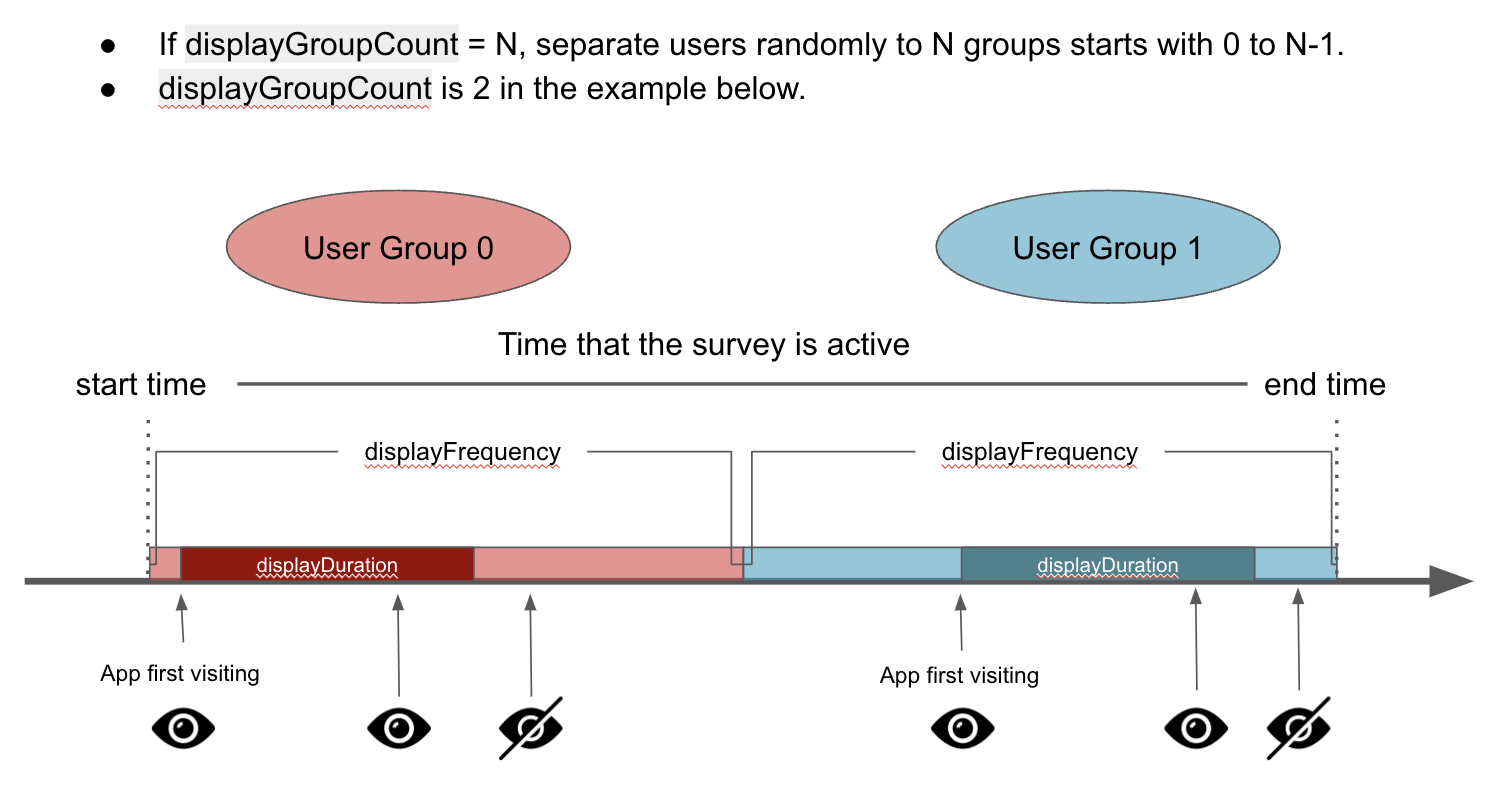 ● If displayGroupCount = N, separate users randomly to N groups starts with 0 to N-1.
● displayGroupCount is 2 in the example below.
User Group 0
User Group 1
Time that the survey is active
start time
end time
displayFrequency
displayFrequency
displayDuration
displayDuration
App first visiting
App first visiting